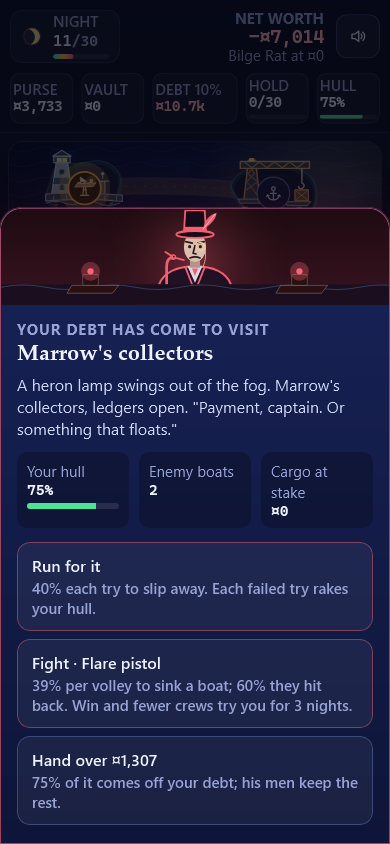 NIGHT
11/30
NET WORTH
−¤7,014
Bilge Rat at ¤0
PURSE
¤3,733
VAULT
¤0
DEBT 10%
¤10.7k
HOLD
0/30
HULL
75%
YOUR DEBT HAS COME TO VISIT
Marrow's collectors
A heron lamp swings out of the fog. Marrow's
collectors, ledgers open. "Payment, captain. Or
something that floats."
Your hull
75%
Enemy boats
2
Cargo at
stake
¤0
Run for it
40% each try to slip away. Each failed try rakes
your hull.
Fight · Flare pistol
39% per volley to sink a boat; 60% they hit
back. Win and fewer crews try you for 3 nights.
Hand over ¤1,307
75% of it comes off your debt; his men keep the
rest.